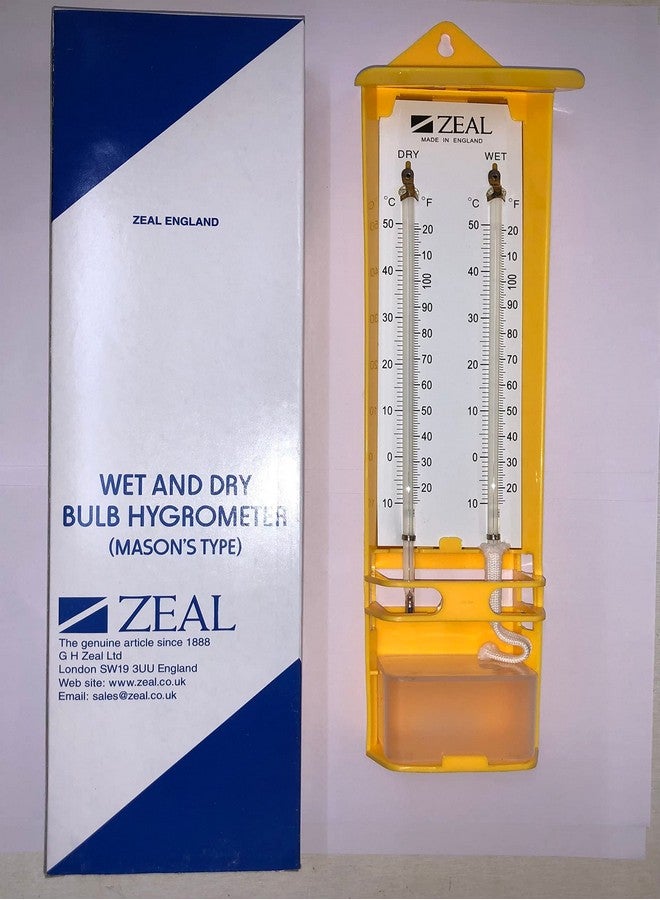 ZEAL ENGLAND
WET AND DRY
BULB HYGROMETER
(MASON'S TYPE)
ZEAL
The genuine article since 1888
G H Zeal Ltd
London SW19 3UU England
Web site: www.zeal.co.uk
Email: sales@zeal.co.uk
ZEAL
MADE IN ENGLAND
DRY WET
°C °F °C °F
50 20 50 20
40 10 40 10
100 100
30 90 30 90
80 80
20 70 20 70
60 60
10 50 10 50
40 40
0 30 0 30
10 20 10 20